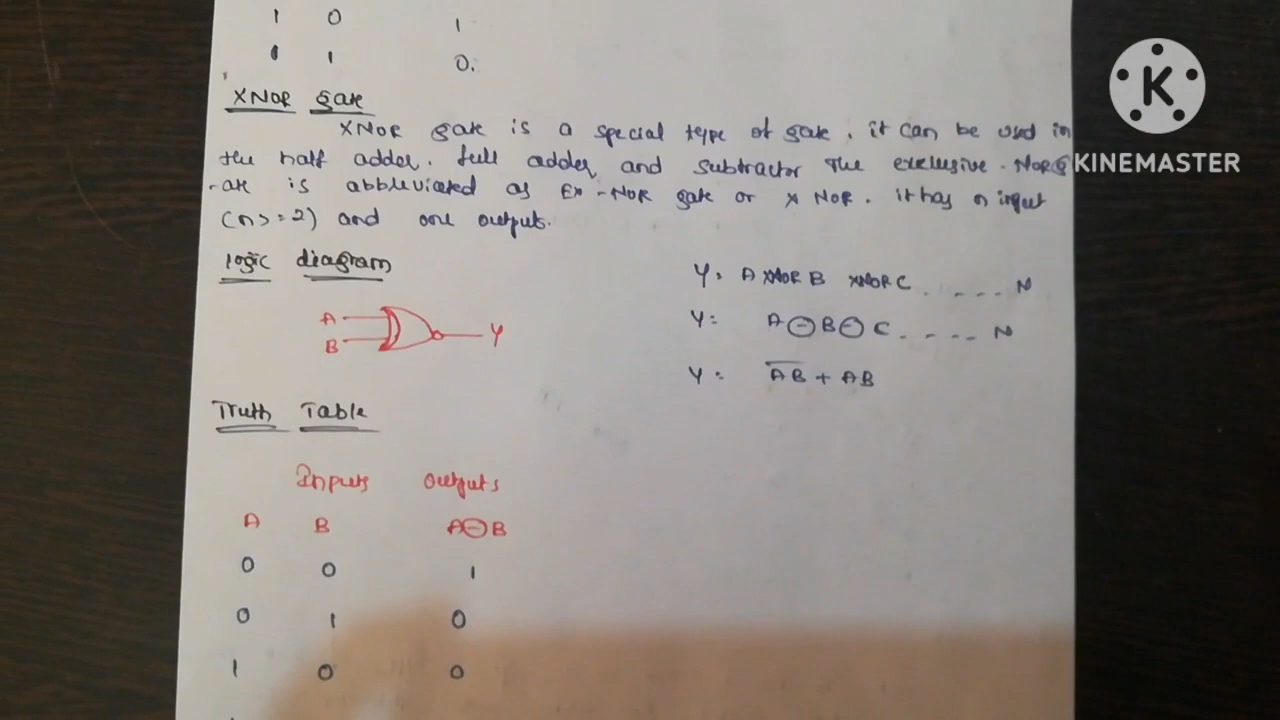 1 0 1
1 1 0.
XNOR gate
XNOR gate is a special type of gate. it can be used in
the half adder. full adder and subtractor The exclusive-NORg
-ate is abbleviated as Ex-NOR gate or X NOR. it has n input
(n>=2) and one outputs.
logic diagram
A
B
Y
Y= A XNOR B XNOR C . _ _ _ _ N
Y= A ⊖ B ⊖ C . _ _ _ _ N
Y= A̅B̅ + AB
Truth Table
Inputs Outputs
A B A⊖B
0 0 1
0 1 0
1 0 0
K
KINEMASTER